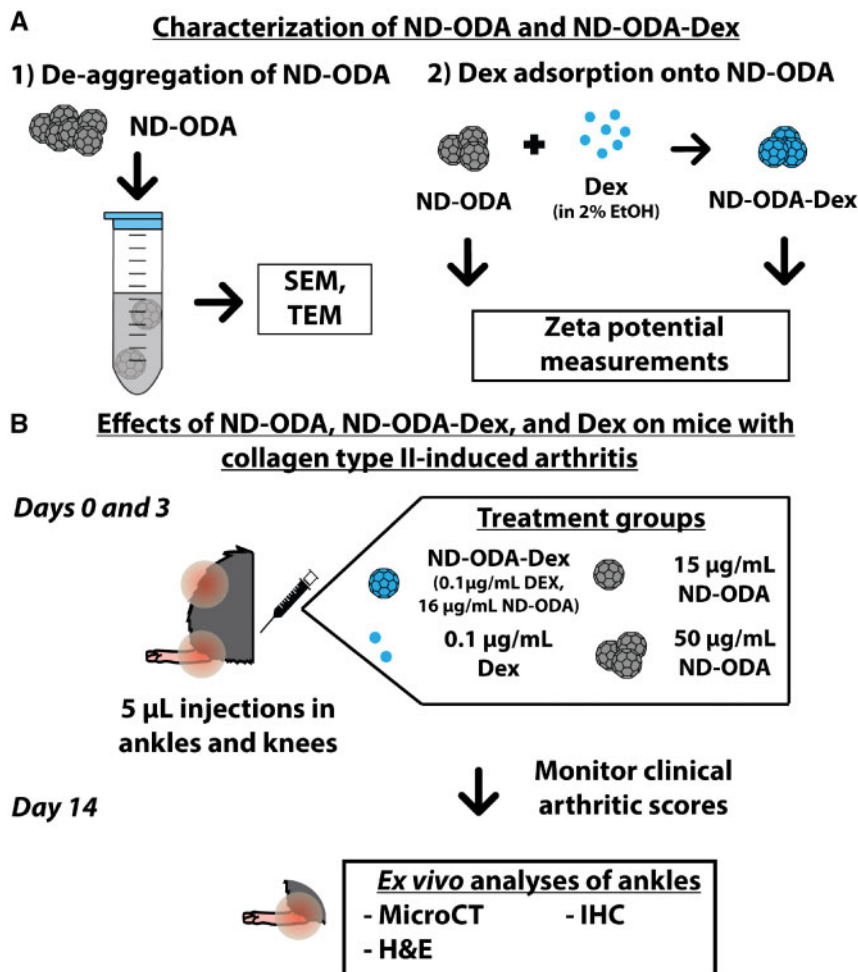 A
Characterization of ND-ODA and ND-ODA-Dex
1) De-aggregation of ND-ODA
ND-ODA
SEM,
TEM
2) Dex adsorption onto ND-ODA
ND-ODA
Dex
(in 2% EtOH)
ND-ODA-Dex
Zeta potential
measurements
B
Effects of ND-ODA, ND-ODA-Dex, and Dex on mice with
collagen type II-induced arthritis
Days 0 and 3
5 µL injections in
ankles and knees
Treatment groups
ND-ODA-Dex
(0.1µg/mL DEX,
16 µg/mL ND-ODA)
15 µg/mL
ND-ODA
0.1 µg/mL
Dex
50 µg/mL
ND-ODA
Monitor clinical
arthritic scores
Day 14
Ex vivo analyses of ankles
- MicroCT
- IHC
- H&E